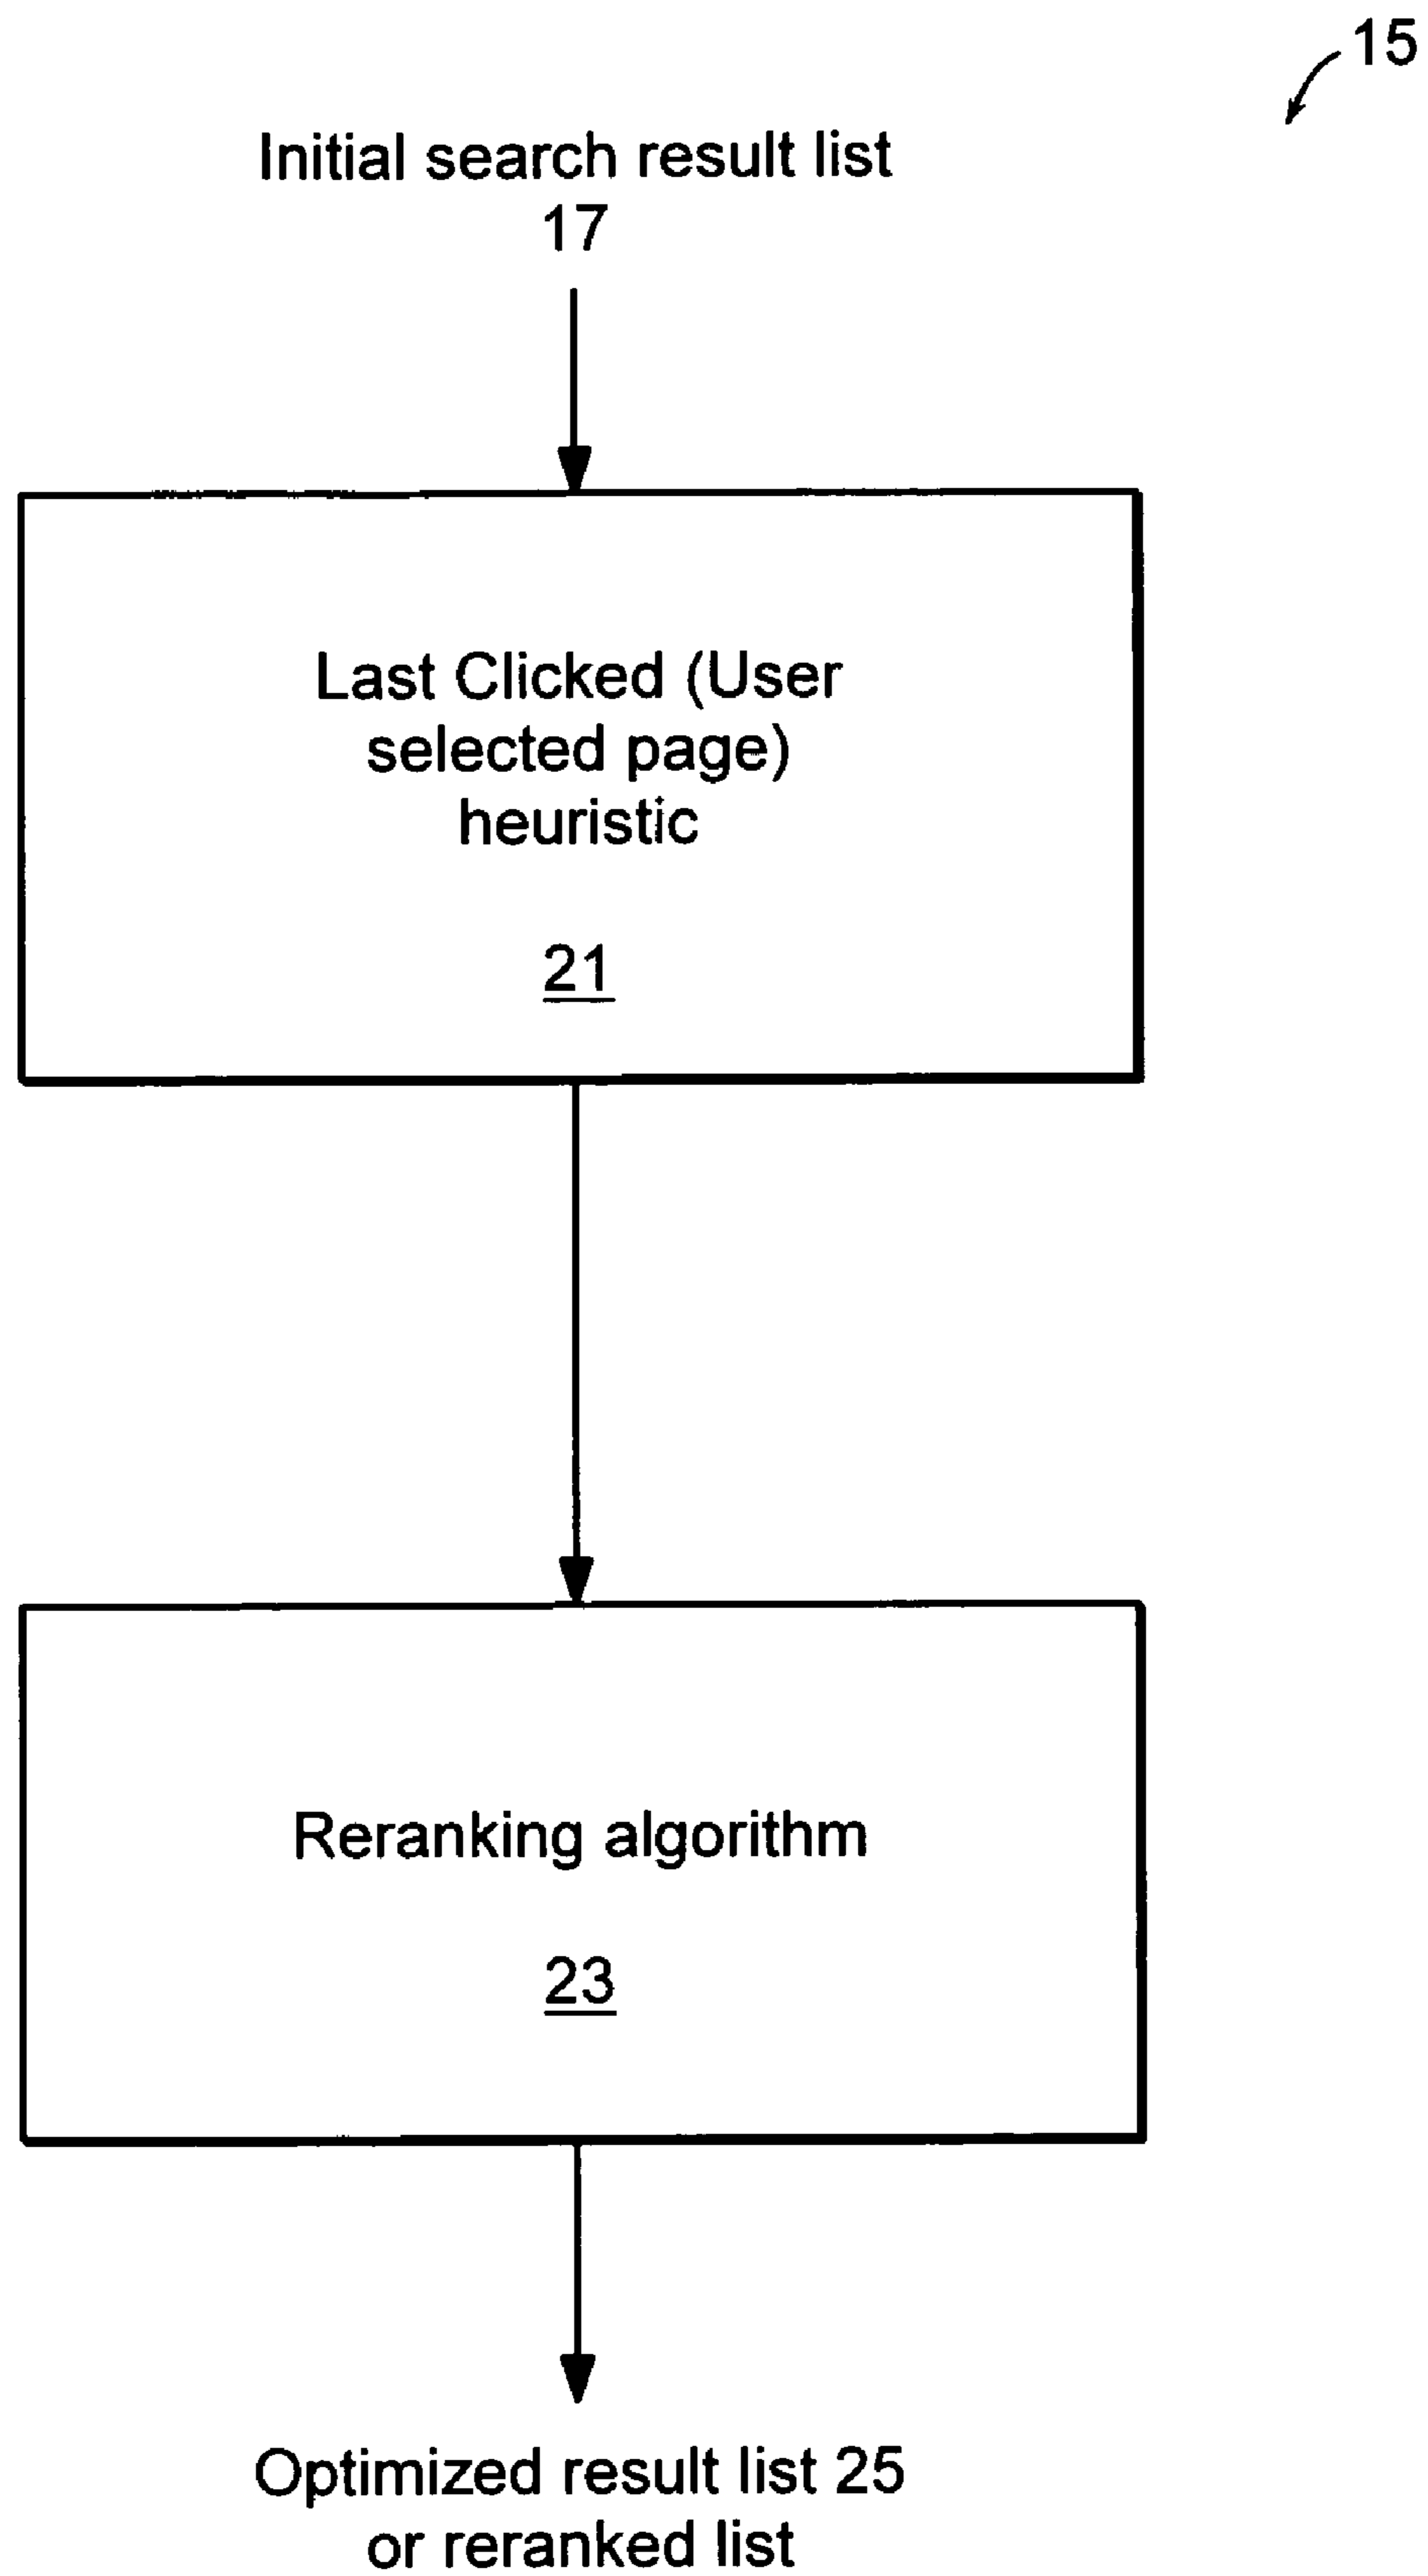 15
Initial search result list
17
Last Clicked (User
selected page)
heuristic
21
Reranking algorithm
23
Optimized result list 25
or reranked list